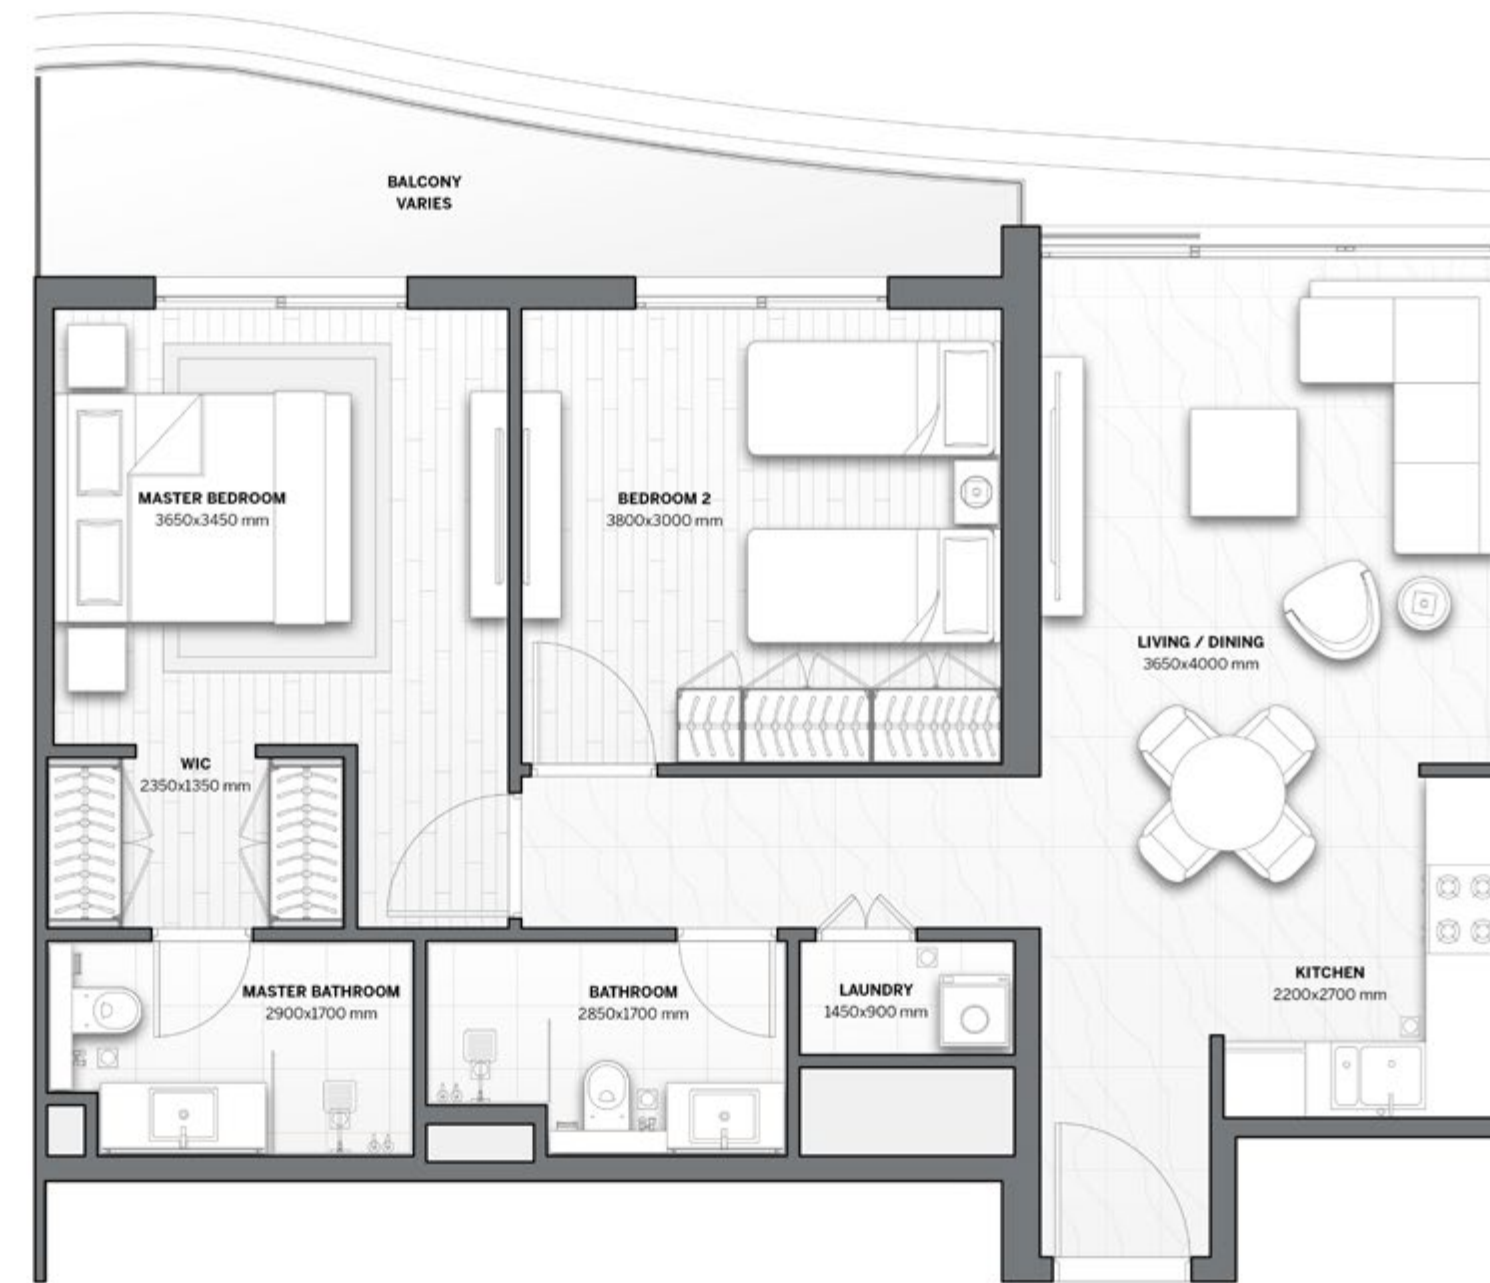 BALCONY
VARIES
MASTER BEDROOM
3650x3450 mm
BEDROOM 2
3800x3000 mm
LIVING / DINING
3650x4000 mm
WIC
2350x1350 mm
MASTER BATHROOM
2900x1700 mm
BATHROOM
2850x1700 mm
LAUNDRY
1450x900 mm
KITCHEN
2200x2700 mm